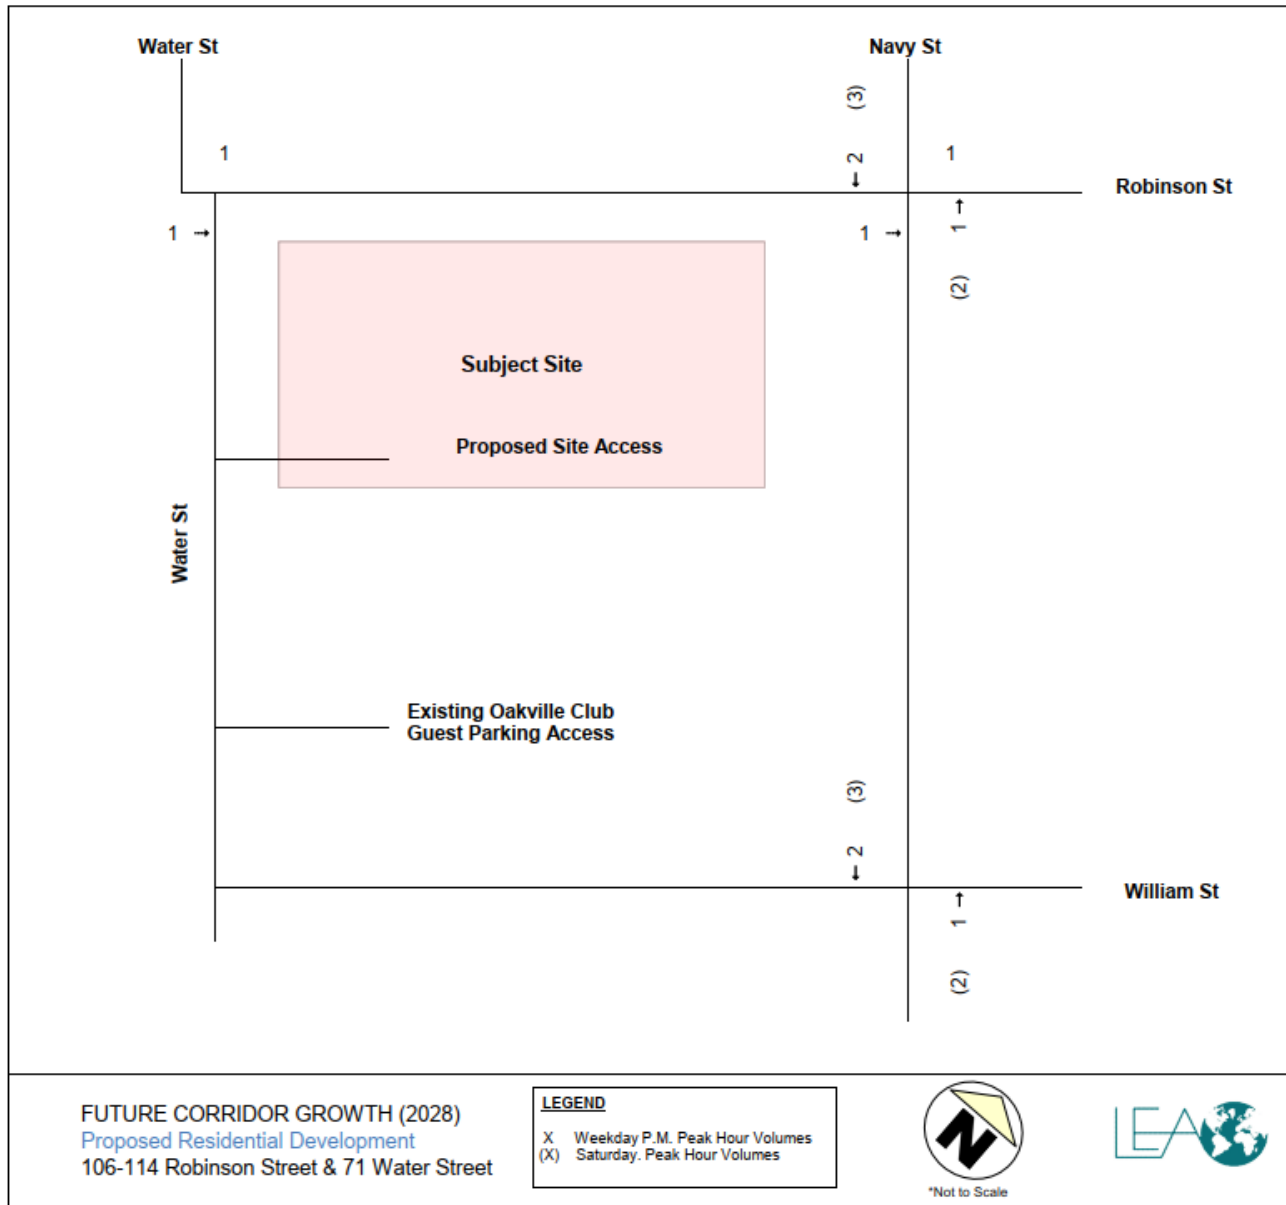 Water St
Navy St
(3)
2
1
1
Robinson St
1
1
1
(2)
Subject Site
Proposed Site Access
Water St
Existing Oakville Club
Guest Parking Access
(3)
2
William St
1
(2)
FUTURE CORRIDOR GROWTH (2028)
Proposed Residential Development
106-114 Robinson Street & 71 Water Street
LEGEND
X Weekday P.M. Peak Hour Volumes
(X) Saturday. Peak Hour Volumes
N
*Not to Scale
LEA